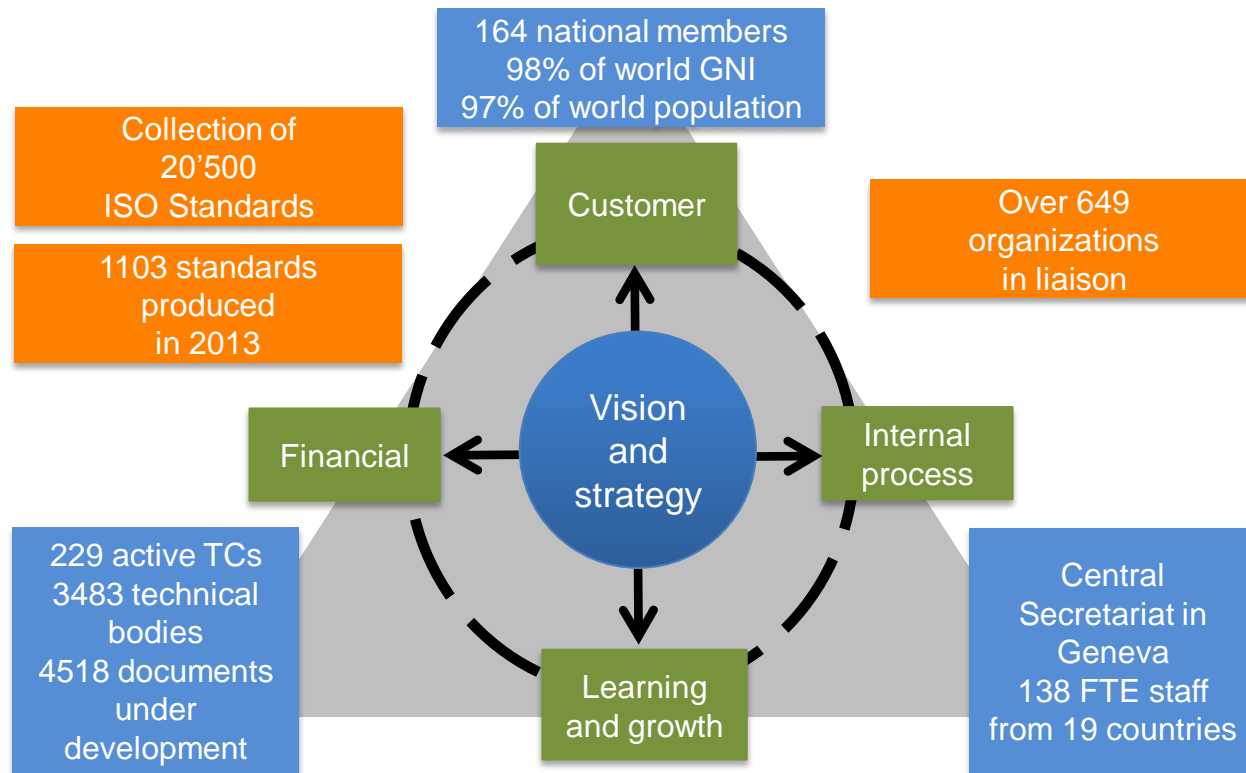 164 national members
98% of world GNI
97% of world population
Collection of
20’500
ISO Standards
Customer
Over 649
organizations
in liaison
1103 standards
produced
in 2013
Financial
Vision
and
strategy
Internal
process
229 active TCs
3483 technical
bodies
4518 documents
under
development
Learning
and growth
Central
Secretariat in
Geneva
138 FTE staff
from 19 countries